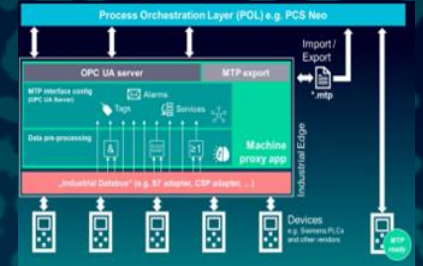 Process Orchestration Layer (POL) e.g. PCS Neo
Import /
Export
OPC UA server
MTP export
*.mtp
MTP interface config
(OPC UA Server)
Alarms
Tags
Services
Data pre-processing
&
≥1
Machine
proxy app
Industrial Edge
„Industrial Databus“ (e.g. S7 adapter, CSP adapter, ...)
Devices
e.g. Siemens PLCs
and other vendors
MTP
ready